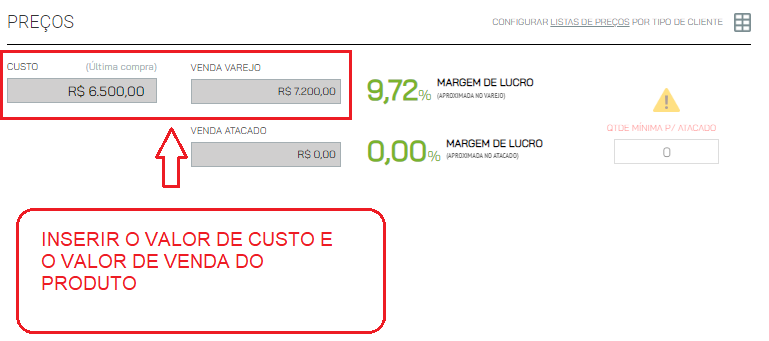 PREÇOS
CONFIGURAR LISTAS DE PREÇOS POR TIPO DE CLIENTE
CUSTO (Última compra)
R$ 6.500,00
VENDA VAREJO
R$ 7.200,00
9,72% MARGEM DE LUCRO
(APROXIMADA NO VAREJO)
VENDA ATACADO
R$ 0,00
0,00% MARGEM DE LUCRO
(APROXIMADA NO ATACADO)
QTDE MÍNIMA P/ ATACADO
0
INSERIR O VALOR DE CUSTO E
O VALOR DE VENDA DO
PRODUTO